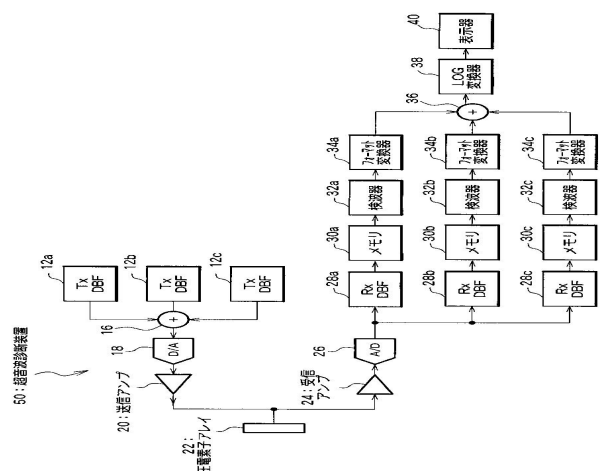 50：超音波診断装置
12a
Tx
DBF
12b
Tx
DBF
12c
Tx
DBF
16
+
18
D/A
20：送信アンプ
22：
圧電素子アレイ
24：受信
アンプ
26
A/D
28a
Rx
DBF
30a
メモリ
32a
検波器
34a
フォーマット
変換器
28b
Rx
DBF
30b
メモリ
32b
検波器
34b
フォーマット
変換器
28c
Rx
DBF
30c
メモリ
32c
検波器
34c
フォーマット
変換器
36
+
38
LOG
変換器
40
表示器